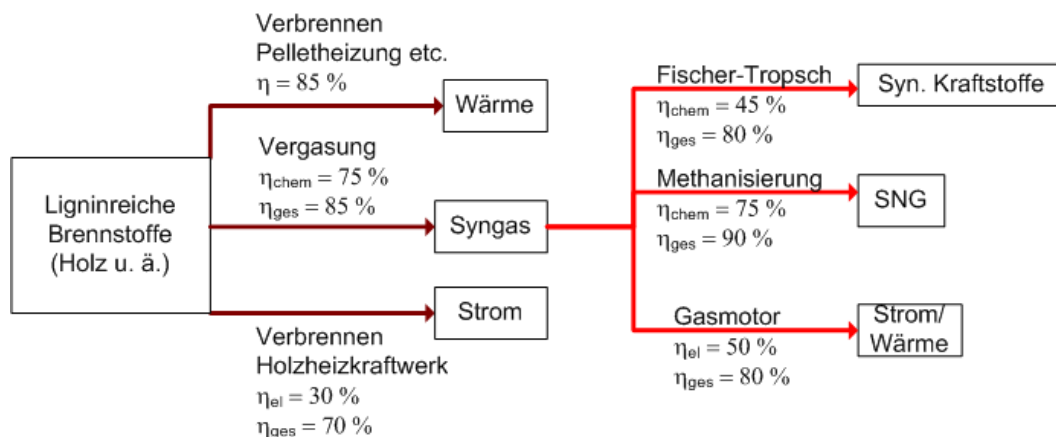 Ligninreiche
Brennstoffe
(Holz u. ä.)
Verbrennen
Pelletheizung etc.
η = 85 %
Wärme
Vergasung
ηchem = 75 %
ηges = 85 %
Syngas
Strom
Verbrennen
Holzheizkraftwerk
ηel = 30 %
ηges = 70 %
Fischer-Tropsch
ηchem = 45 %
ηges = 80 %
Syn. Kraftstoffe
Methanisierung
ηchem = 75 %
ηges = 90 %
SNG
Gasmotor
ηel = 50 %
ηges = 80 %
Strom/
Wärme